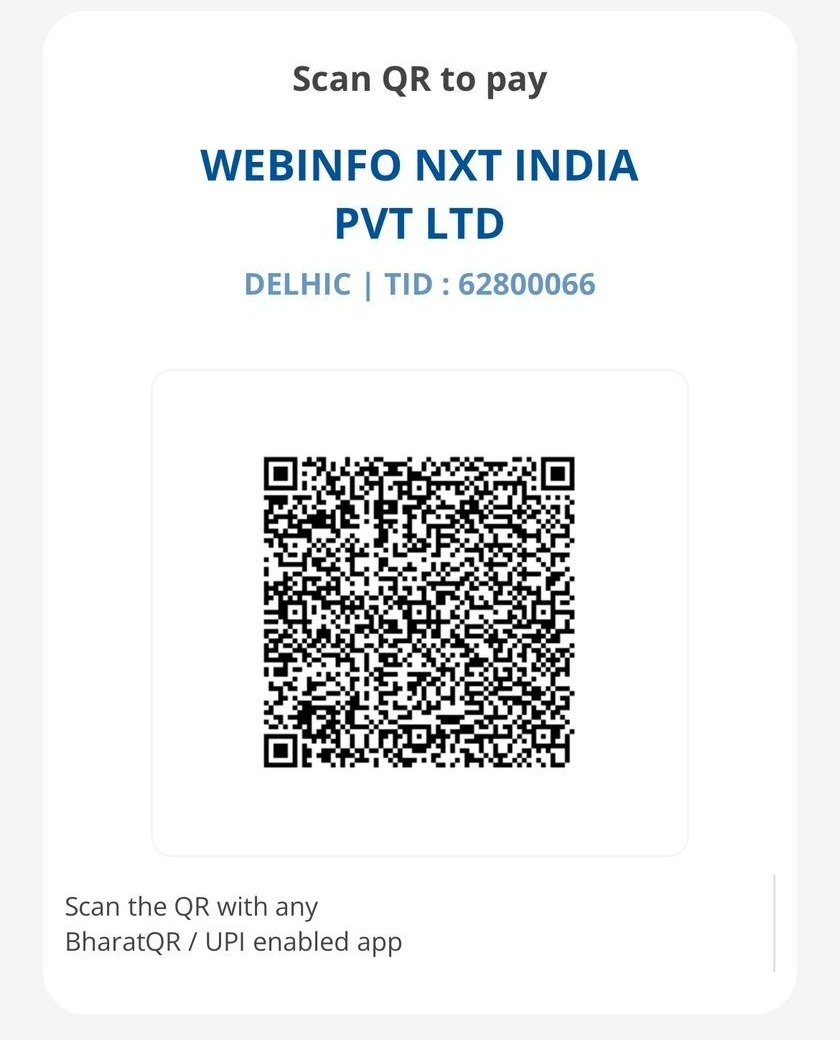 Scan QR to pay
WEBINFO NXT INDIA
PVT LTD
DELHIC | TID : 62800066
Scan the QR with any
BharatQR / UPI enabled app